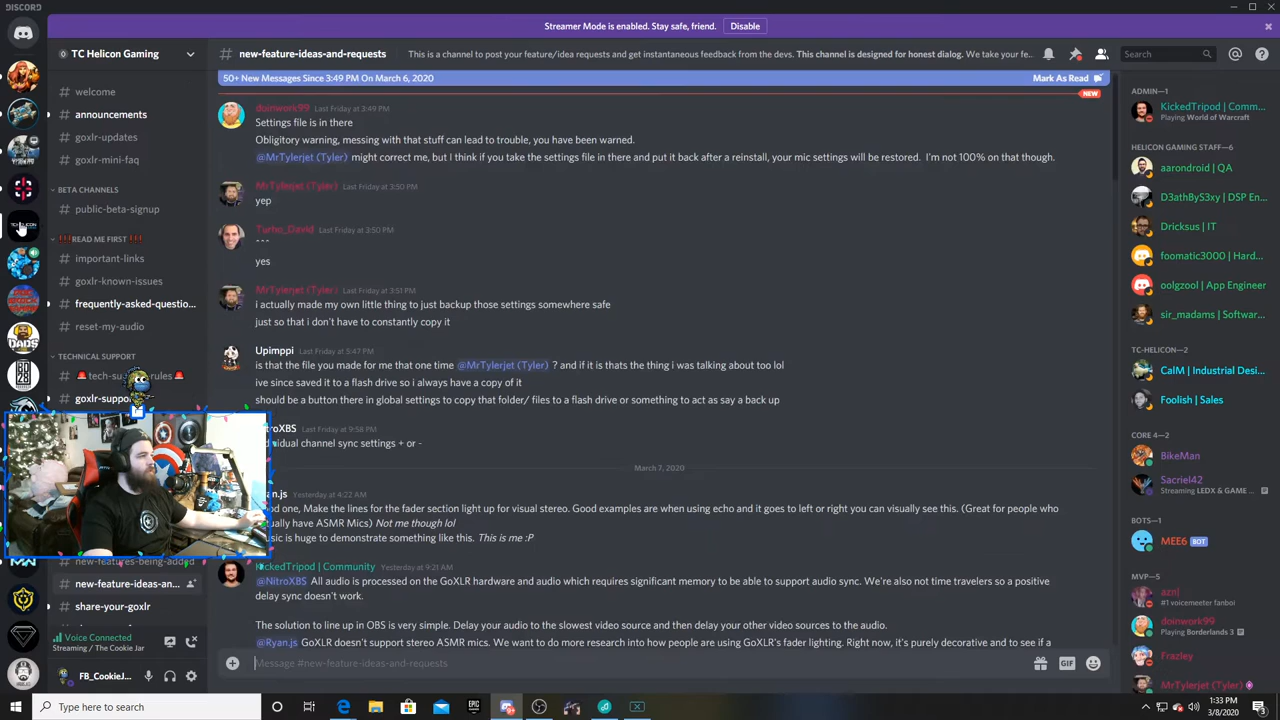 DISCORD
Streamer Mode is enabled. Stay safe, friend. Disable
TC Helicon Gaming
# new-feature-ideas-and-requests
This is a channel to post your feature/idea requests and get instantaneous feedback from the devs. This channel is designed for honest dialog. We take your fe...
Search
50+ New Messages Since 3:49 PM On March 6, 2020
Mark As Read
NEW
# welcome
# announcements
# goxlr-updates
# goxlr-mini-faq
BETA CHANNELS
# public-beta-signup
READ ME FIRST
# important-links
# goxlr-known-issues
# frequently-asked-questio...
# reset-my-audio
TECHNICAL SUPPORT
# new-features-being-added
# new-feature-ideas-an...
# share-your-goxlr
Voice Connected
Streaming / The Cookie Jar
FB_CookieJ...
doinwork99 Last Friday at 3:49 PM
Settings file is in there
Obligitory warning, messing with that stuff can lead to trouble, you have been warned.
@MrTylerjet (Tyler) might correct me, but I think if you take the settings file in there and put it back after a reinstall, your mic settings will be restored. I'm not 100% on that though.
MrTylerjet (Tyler) Last Friday at 3:50 PM
yep
Turbo_David Last Friday at 3:50 PM
^^^
yes
MrTylerjet (Tyler) Last Friday at 3:51 PM
i actually made my own little thing to just backup those settings somewhere safe
just so that i don't have to constantly copy it
Upimppi Last Friday at 5:47 PM
is that the file you made for me that one time @MrTylerjet (Tyler) ? and if it is thats the thing i was talking about too lol
ive since saved it to a flash drive so i always have a copy of it
should be a button there in global settings to copy that folder/ files to a flash drive or something to act as say a back up
Last Friday at 9:58 PM
channel sync settings + or -
March 7, 2020
Yesterday at 4:22 AM
one, Make the lines for the fader section light up for visual stereo. Good examples are when using echo and it goes to left or right you can visually see this. (Great for people who
have ASMR Mics) Not me though lol
is huge to demonstrate something like this. This is me :P
KickedTripod | Community Yesterday at 9:21 AM
@NitroXBS All audio is processed on the GoXLR hardware and audio which requires significant memory to be able to support audio sync. We're also not time travelers so a positive
delay sync doesn't work.
The solution to line up in OBS is very simple. Delay your audio to the slowest video source and then delay your other video sources to the audio.
@Ryan.js GoXLR doesn't support stereo ASMR mics. We want to do more research into how people are using GoXLR's fader lighting. Right now, it's purely decorative and to see if a
Message #new-feature-ideas-and-requests
GIF
ADMIN—1
KickedTripod | Comm...
Playing World of Warcraft
HELICON GAMING STAFF—6
aarondroid | QA
D3athByS3xy | DSP En...
Dricksus | IT
foomatic3000 | Hard...
oolgzool | App Engineer
sir_madams | Softwar...
TC-HELICON—2
CalM | Industrial Desi...
Foolish | Sales
CORE 4—2
BikeMan
Sacriel42
Streaming LEDX & GAME ...
BOTS—1
MEE6 BOT
MVP—5
aznl
#1 voicemeeter fanboi
doinwork99
Playing Borderlands 3
Frazley
MrTylerjet (Tyler)
Type here to search
1:33 PM
3/8/2020